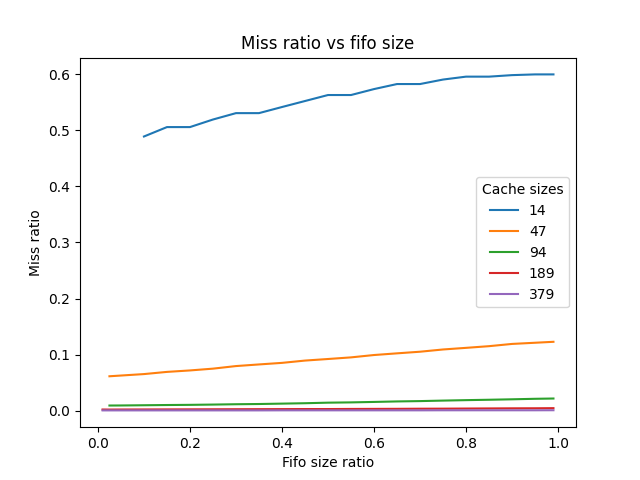 Miss ratio vs fifo size
0.6
0.5
0.4
0.3
0.2
0.1
0.0
Miss ratio
Cache sizes
14
47
94
189
379
0.0 0.2 0.4 0.6 0.8 1.0
Fifo size ratio